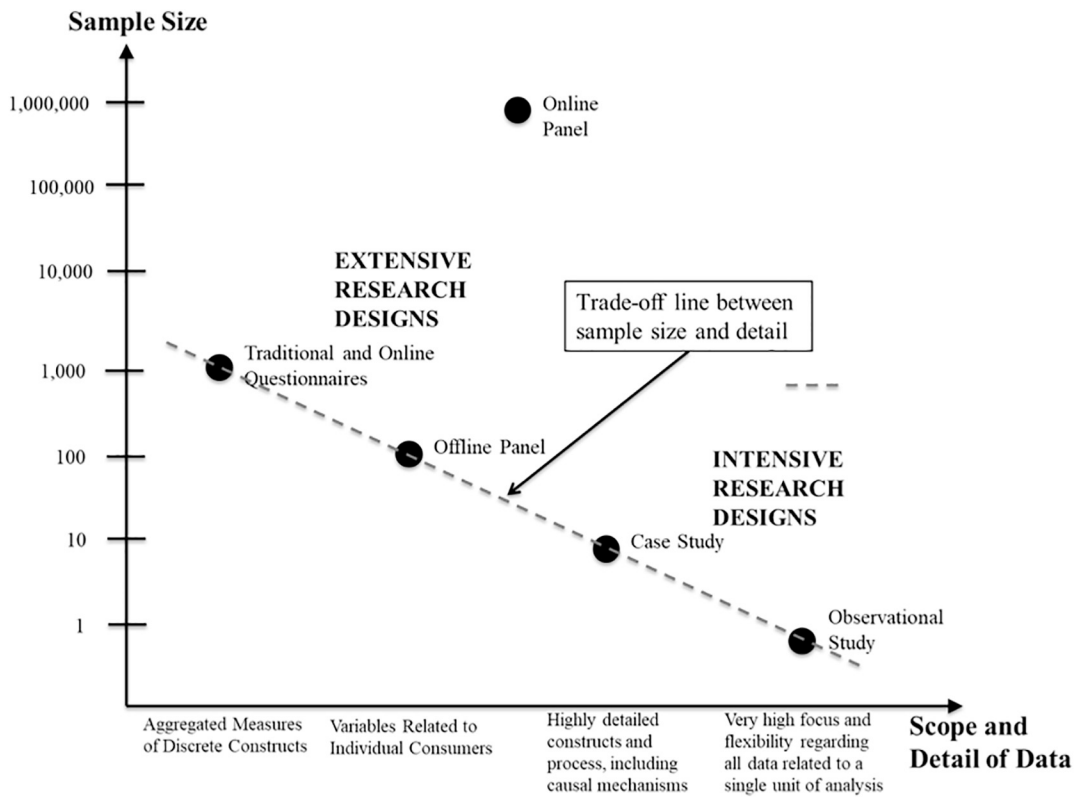 Sample Size
1,000,000
Online
Panel
100,000
10,000
EXTENSIVE
RESEARCH
DESIGNS
Trade-off line between
sample size and detail
Traditional and Online
Questionnaires
1,000
Offline Panel
100
INTENSIVE
RESEARCH
DESIGNS
10
Case Study
Observational
Study
1
Aggregated Measures
of Discrete Constructs
Variables Related to
Individual Consumers
Highly detailed
constructs and
process, including
causal mechanisms
Very high focus and
flexibility regarding
all data related to a
single unit of analysis
Scope and
Detail of Data